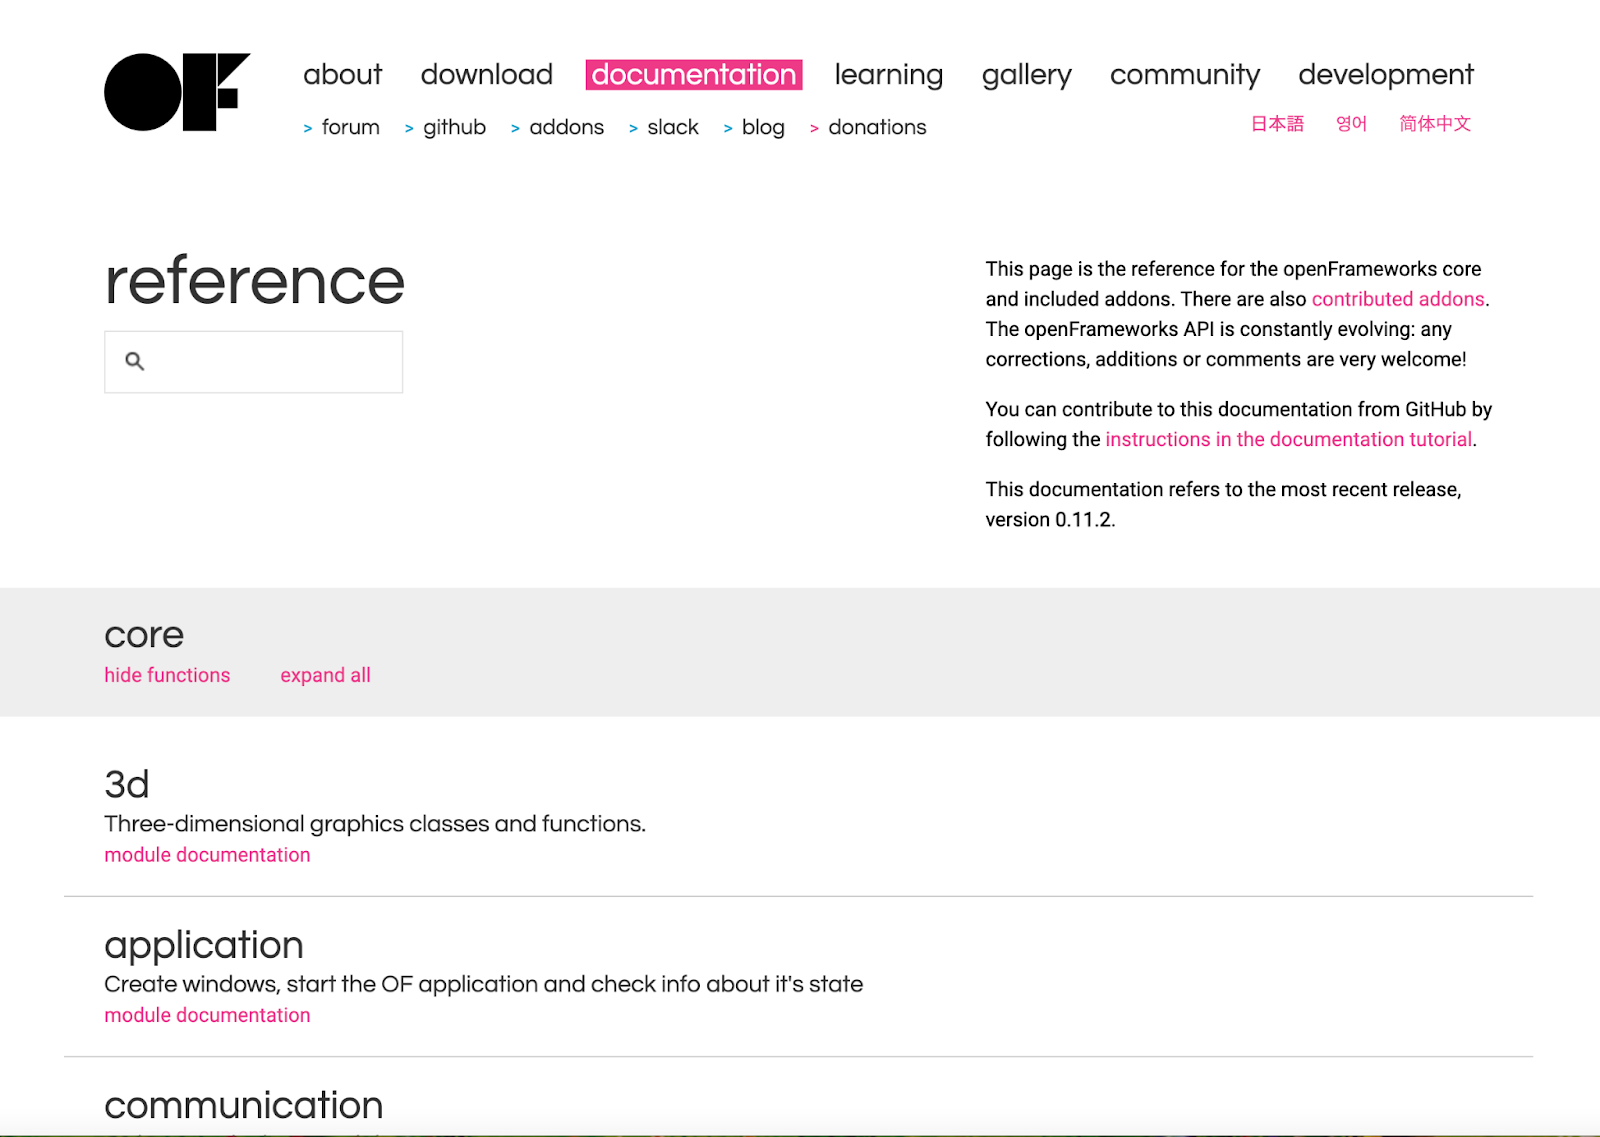 OF
about download documentation learning gallery community development
> forum > github > addons > slack > blog > donations
日本語 영어 简体中文
reference
This page is the reference for the openFrameworks core
and included addons. There are also contributed addons.
The openFrameworks API is constantly evolving: any
corrections, additions or comments are very welcome!
You can contribute to this documentation from GitHub by
following the instructions in the documentation tutorial.
This documentation refers to the most recent release,
version 0.11.2.
core
hide functions expand all
3d
Three-dimensional graphics classes and functions.
module documentation
application
Create windows, start the OF application and check info about it's state
module documentation
communication